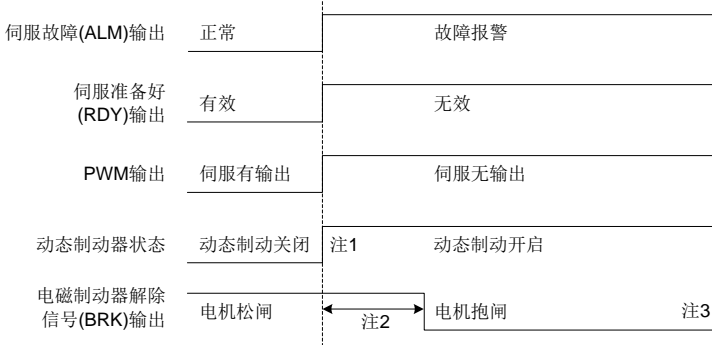 伺服故障(ALM)输出 正常 故障报警
伺服准备好
(RDY)输出 有效 无效
PWM输出 伺服有输出 伺服无输出
动态制动器状态 动态制动关闭 注1 动态制动开启
电磁制动器解除
信号(BRK)输出 电机松闸 注2 电机抱闸 注3